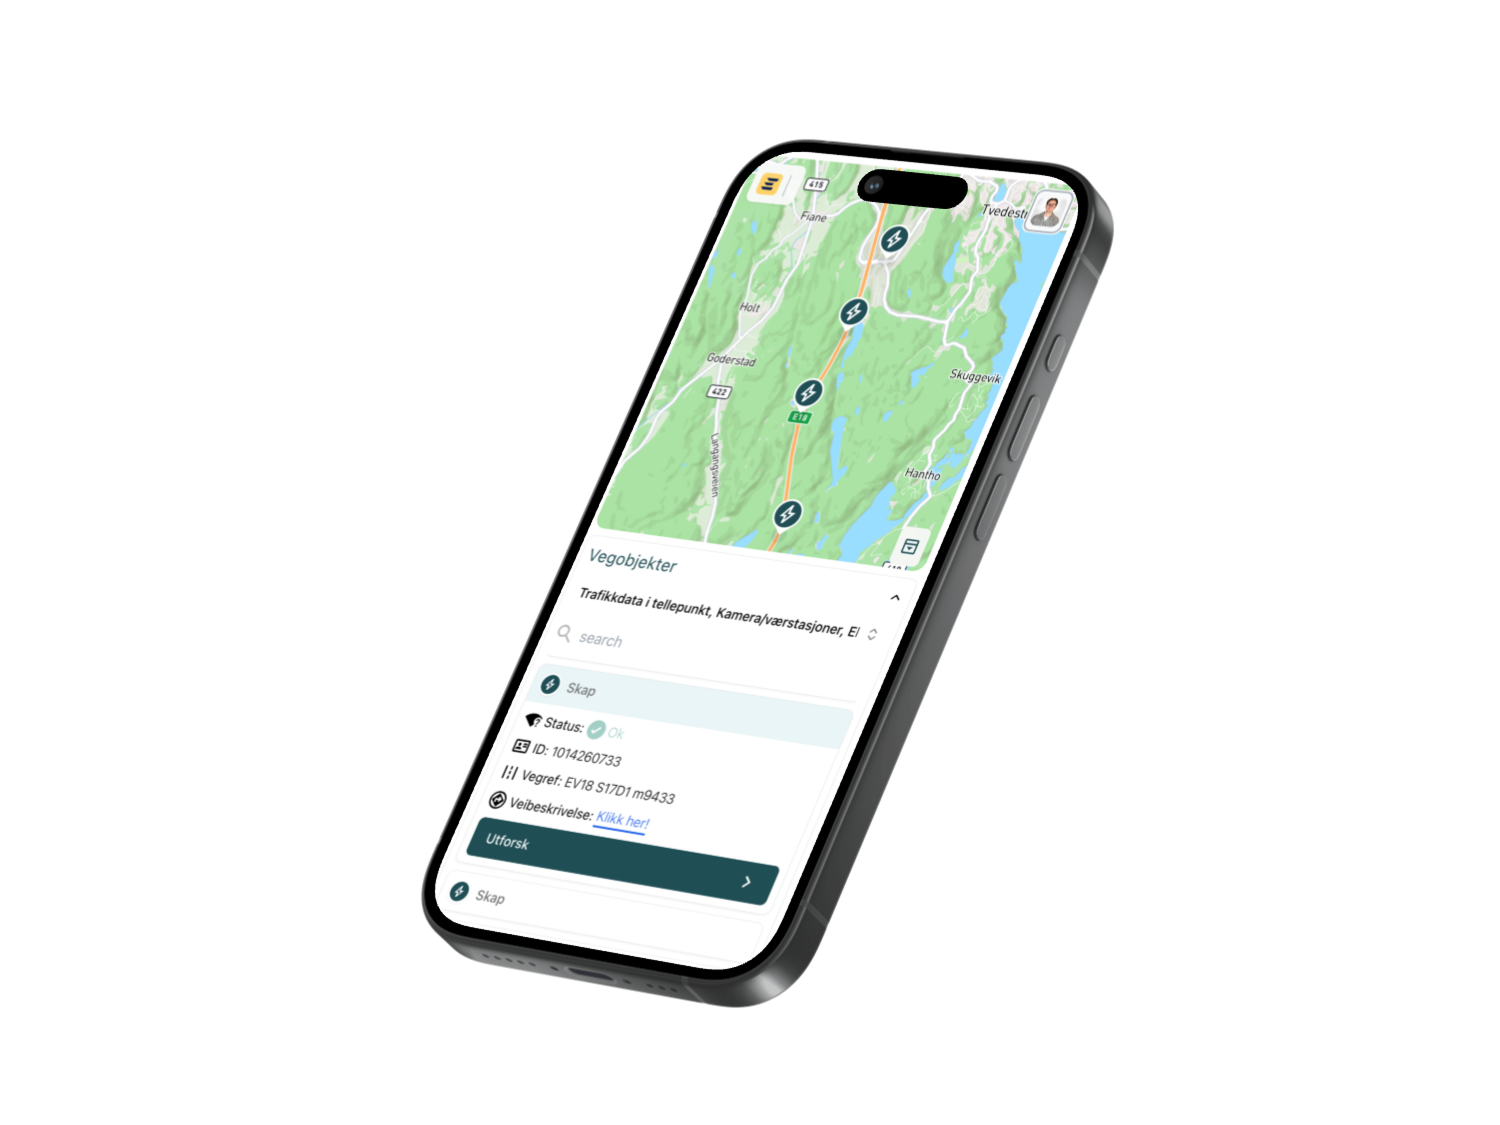 415
Fiane
Tvedestr
Holt
Goderstad
422
E18
Skuggevik
Langangsveien
Hantho
Vegobjekter
Trafikkdata i tellepunkt, Kamera/værstasjoner, El
search
Skap
Status: Ok
ID: 1014260733
Vegref: EV18 S17D1 m9433
Veibeskrivelse: Klikk her!
Utforsk
Skap